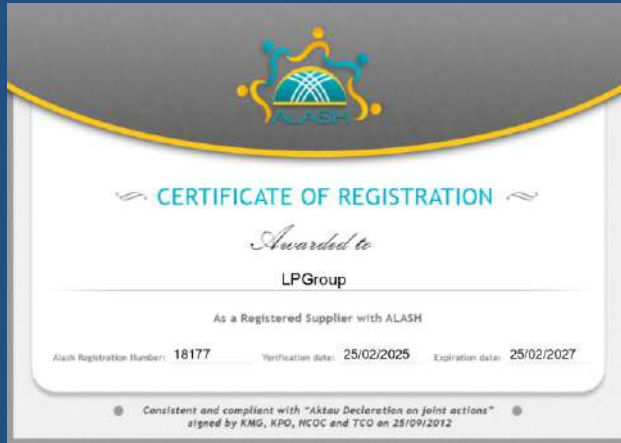 ALASH
CERTIFICATE OF REGISTRATION
Awarded to
LPGroup
As a Registered Supplier with ALASH
Alash Registration Number: 18177 Verification date: 25/02/2025 Expiration date: 25/02/2027
Consistent and compliant with "Aktau Declaration on joint actions"
signed by KMG, KPO, NCOC and TCO on 25/09/2012